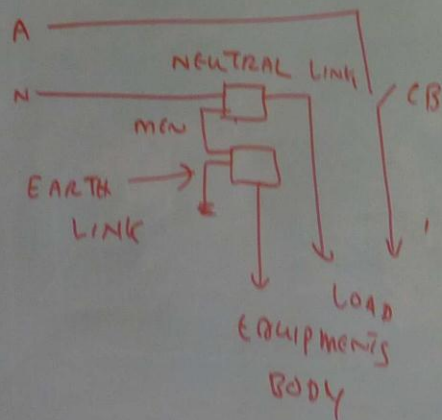 A
NEUTRAL LINK
N
CB
MEN
EARTH
LINK
LOAD
EQUIPMENTS
BODY